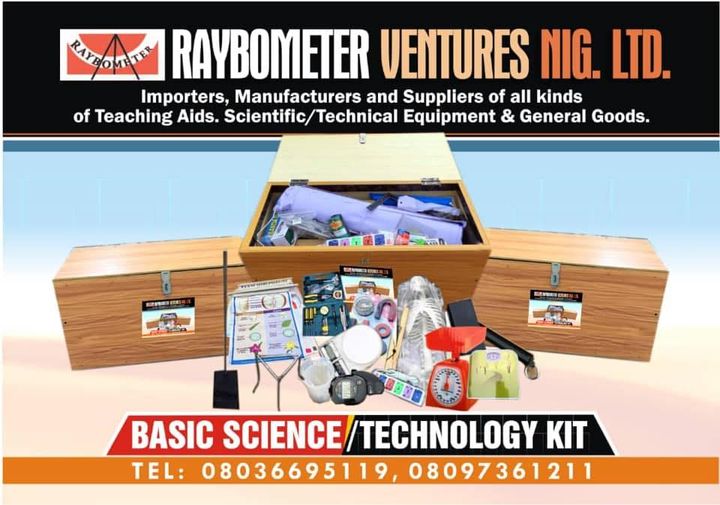 RAYBOMETER
RAYBOMETER VENTURES NIG. LTD.
Importers, Manufacturers and Suppliers of all kinds
of Teaching Aids. Scientific/Technical Equipment & General Goods.
BASIC SCIENCE/TECHNOLOGY KIT
TEL: 08036695119, 08097361211